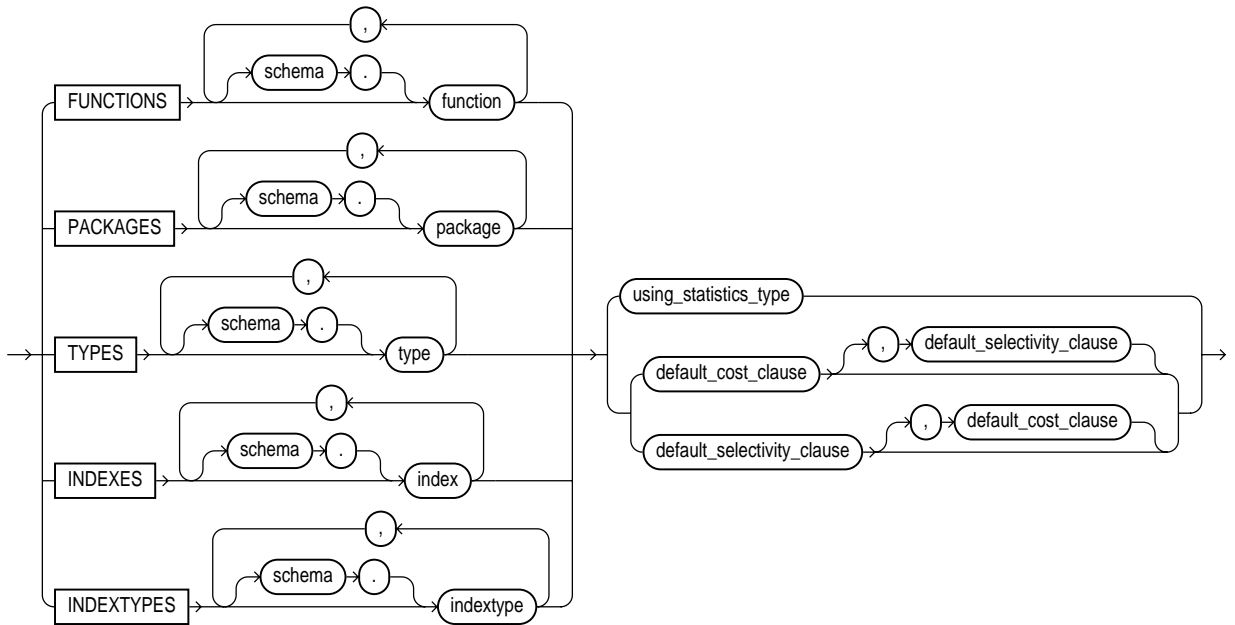 ,
schema .
FUNCTIONS function
,
schema .
PACKAGES package
,
schema .
TYPES type
,
schema .
INDEXES index
,
schema .
INDEXTYPES indextype
using_statistics_type
, default_selectivity_clause
default_cost_clause
, default_cost_clause
default_selectivity_clause